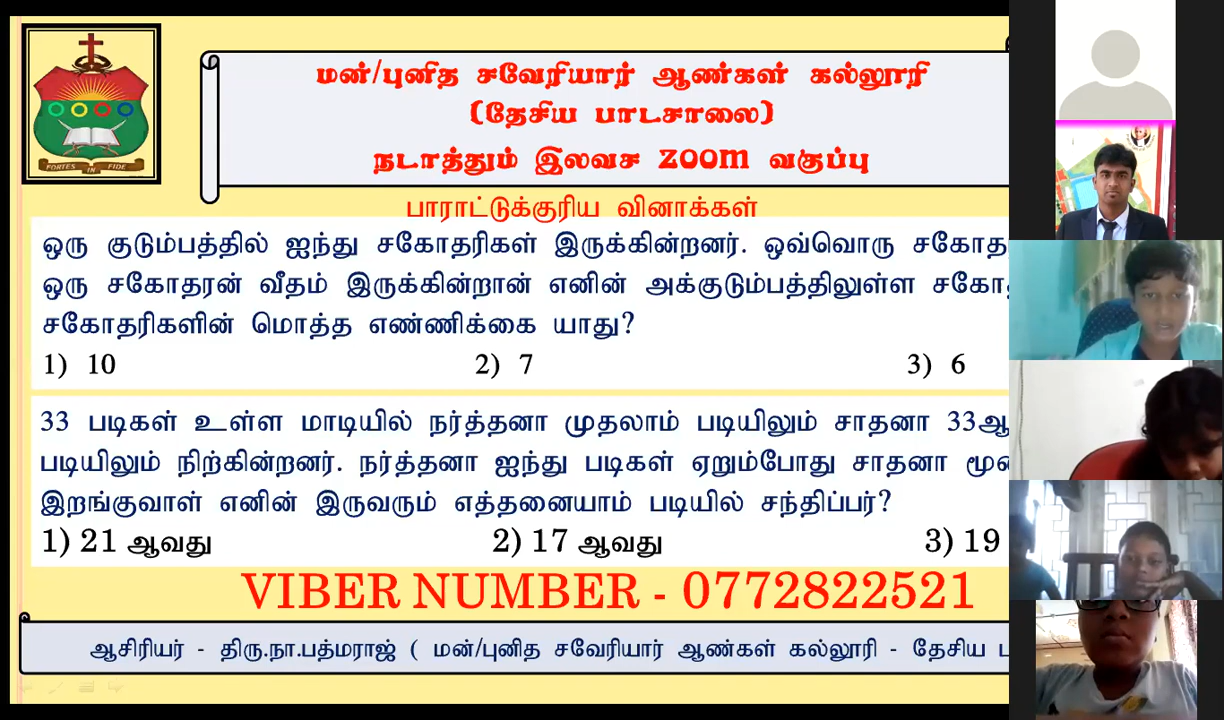 மன்/புனித சவேரியார் ஆண்கள் கல்லூரி
(தேசிய பாடசாலை)
நடாத்தும் இலவச ZOOM வகுப்பு
FORTES IN FIDE
பாராட்டுக்குரிய வினாக்கள்
ஒரு குடும்பத்தில் ஐந்து சகோதரிகள் இருக்கின்றனர். ஒவ்வொரு
ஒரு சகோதரன் வீதம் இருக்கின்றான் எனின் அக்குடும்பத்திலுள்ள
சகோதரிகளின் மொத்த எண்ணிக்கை யாது?
1) 10 2) 7 3) 6
33 படிகள் உள்ள மாடியில் நர்த்தனா முதலாம் படியிலும் சாதனா 33ஆ
படியிலும் நிற்கின்றனர். நர்த்தனா ஐந்து படிகள் ஏறும்போது சாதனா
இறங்குவாள் எனின் இருவரும் எத்தனையாம் படியில் சந்திப்பர்?
1) 21 ஆவது 2) 17 ஆவது 3) 19
VIBER NUMBER - 0772822521
ஆசிரியர் - திரு.நா.பத்மராஜ் ( மன்/புனித சவேரியார் ஆண்கள் கல்லூரி - தேசிய